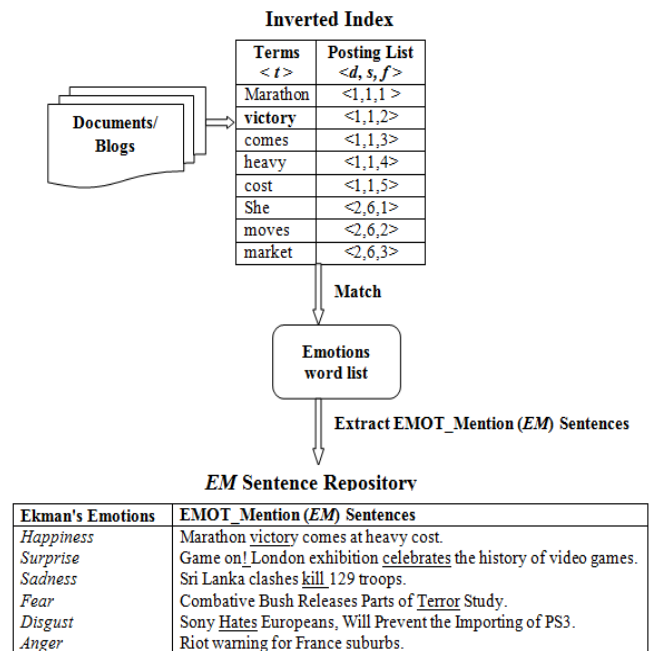 Inverted Index
Terms Posting List
< t > <d, s, f >
Marathon <1,1,1 >
victory <1,1,2>
comes <1,1,3>
heavy <1,1,4>
cost <1,1,5>
She <2,6,1>
moves <2,6,2>
market <2,6,3>
Documents/
Blogs
Match
Emotions
word list
Extract EMOT_Mention (EM) Sentences
EM Sentence Repository
Ekman's Emotions EMOT_Mention (EM) Sentences
Happiness Marathon victory comes at heavy cost.
Surprise Game on! London exhibition celebrates the history of video games.
Sadness Sri Lanka clashes kill 129 troops.
Fear Combative Bush Releases Parts of Terror Study.
Disgust Sony Hates Europeans, Will Prevent the Importing of PS3.
Anger Riot warning for France suburbs.